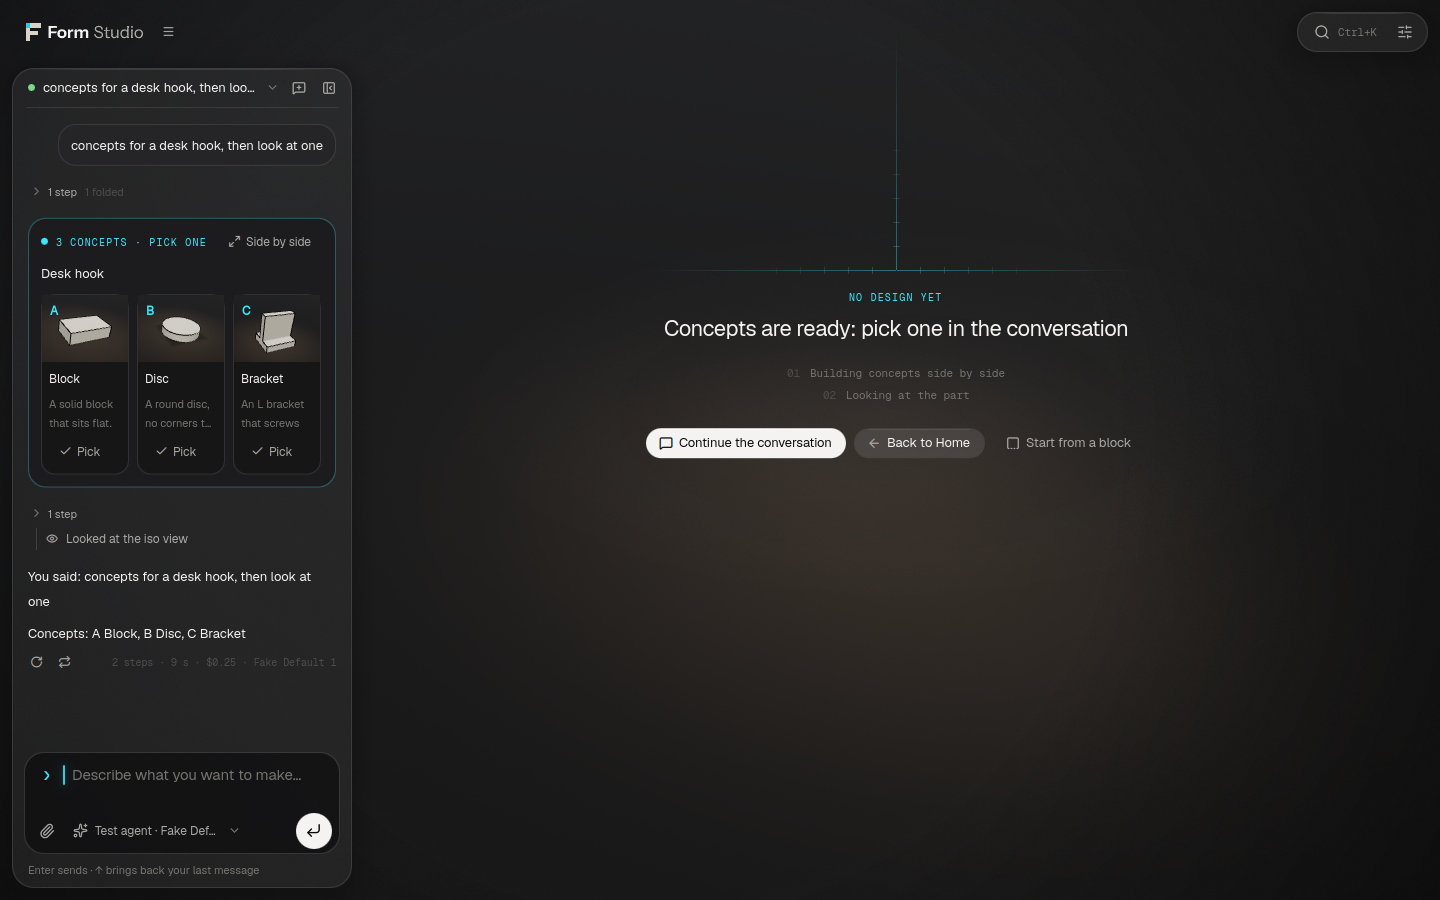 Form Studio
Ctrl+K
concepts for a desk hook, then loo...
concepts for a desk hook, then look at one
1 step 1 folded
3 CONCEPTS · PICK ONE
Side by side
Desk hook
A
B
C
Block
A solid block
that sits flat.
Pick
Disc
A round disc,
no corners t...
Pick
Bracket
An L bracket
that screws
Pick
1 step
Looked at the iso view
You said: concepts for a desk hook, then look at
one
Concepts: A Block, B Disc, C Bracket
2 steps · 9 s · $0.25 · Fake Default 1
Describe what you want to make...
Test agent · Fake Def...
Enter sends · ↑ brings back your last message
NO DESIGN YET
Concepts are ready: pick one in the conversation
01 Building concepts side by side
02 Looking at the part
Continue the conversation
Back to Home
Start from a block